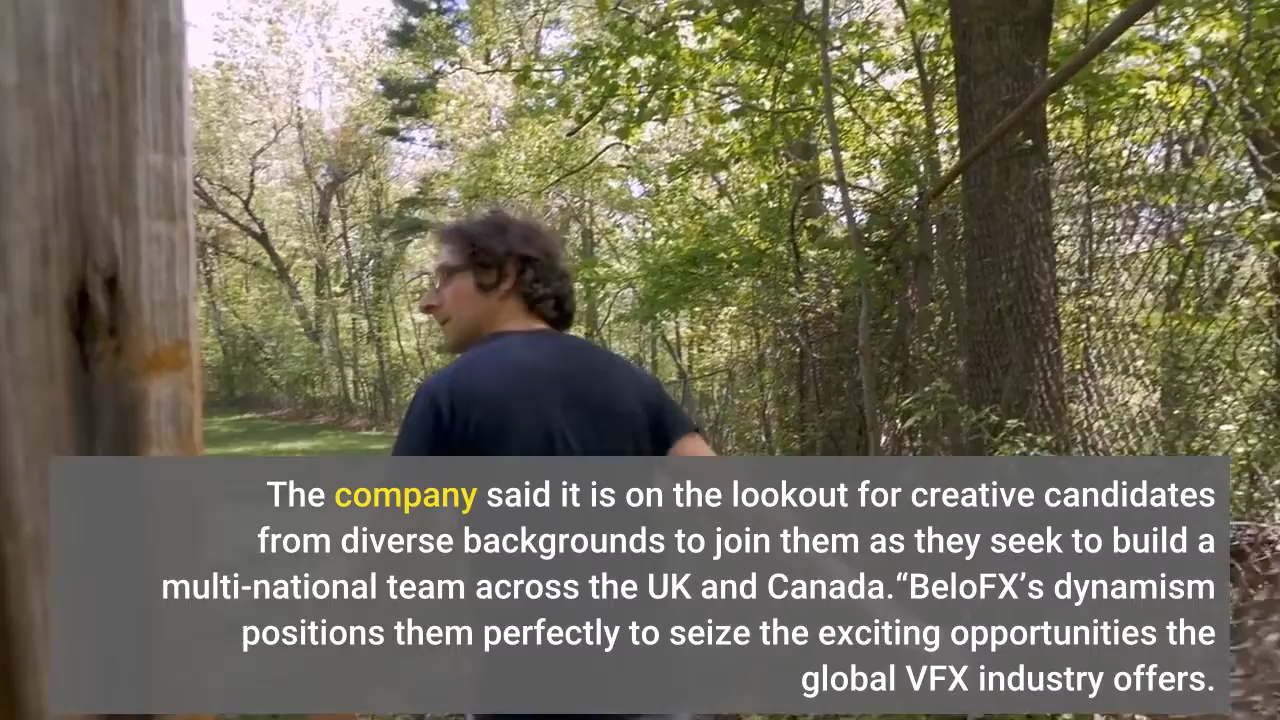 The company said it is on the lookout for creative candidates
from diverse backgrounds to join them as they seek to build a
multi-national team across the UK and Canada.“BeloFX’s dynamism
positions them perfectly to seize the exciting opportunities the
global VFX industry offers.